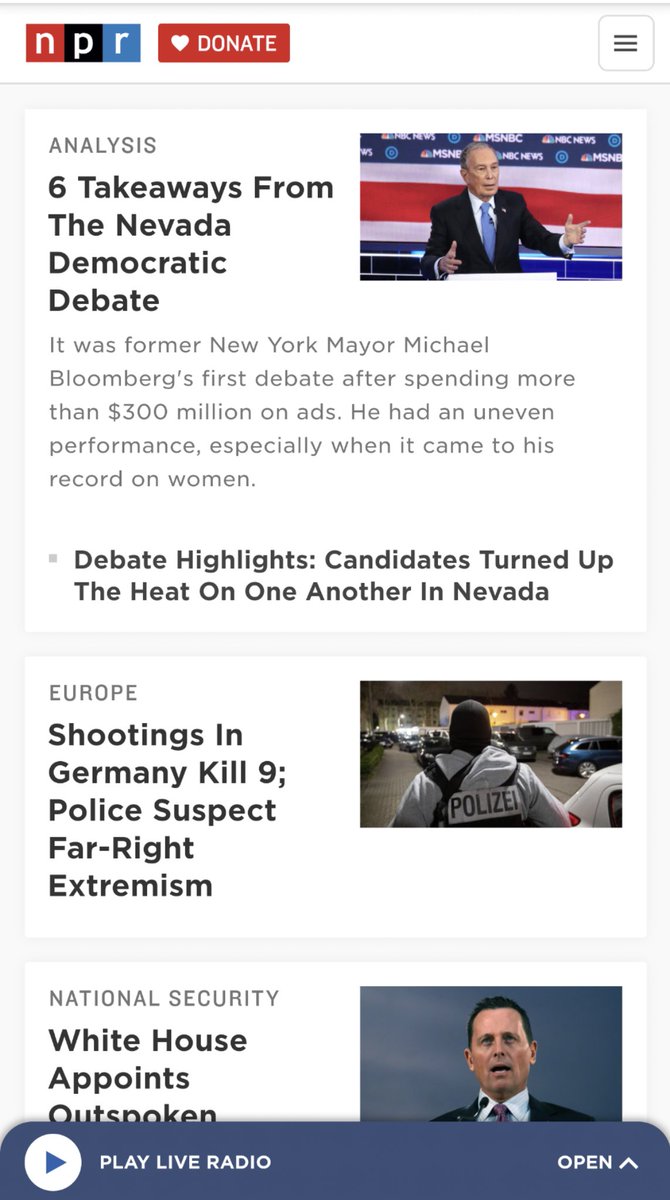 npr
DONATE
ANALYSIS
6 Takeaways From
The Nevada
Democratic
Debate
NBC NEWS
MSNBC
NBC NEWS
MSNB
NBC NEWS
MSNB
It was former New York Mayor Michael
Bloomberg's first debate after spending more
than $300 million on ads. He had an uneven
performance, especially when it came to his
record on women.
Debate Highlights: Candidates Turned Up
The Heat On One Another In Nevada
EUROPE
Shootings In
Germany Kill 9;
Police Suspect
Far-Right
Extremism
POLIZEI
NATIONAL SECURITY
White House
Appoints
Outspoken
PLAY LIVE RADIO
OPEN